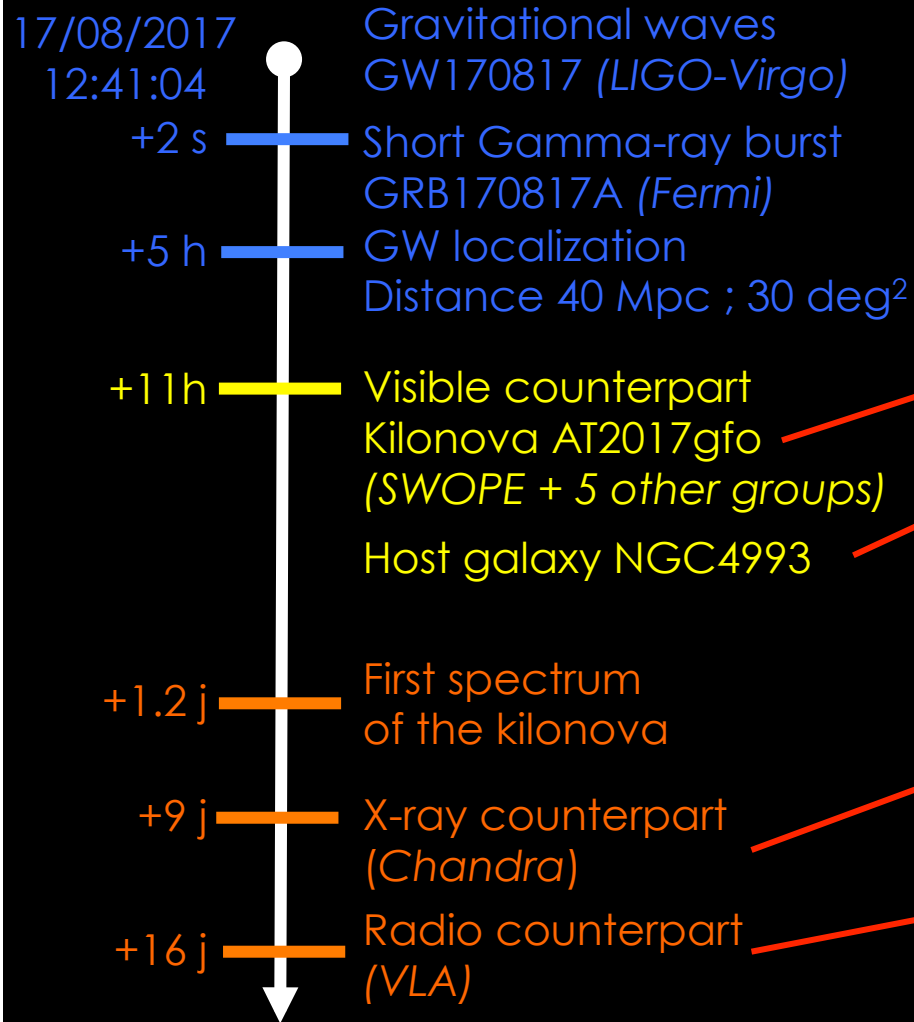 17/08/2017
12:41:04
Gravitational waves
GW170817 (LIGO-Virgo)
+2 s
Short Gamma-ray burst
GRB170817A (Fermi)
+5 h
GW localization
Distance 40 Mpc ; 30 deg²
+11h
Visible counterpart
Kilonova AT2017gfo
(SWOPE + 5 other groups)
Host galaxy NGC4993
+1.2 j
First spectrum
of the kilonova
+9 j
X-ray counterpart
(Chandra)
+16 j
Radio counterpart
(VLA)